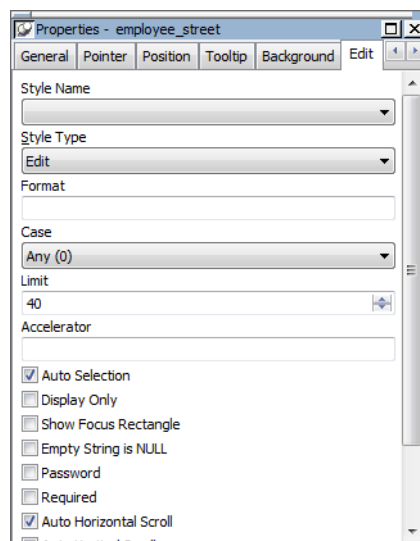 Properties - employee_street
General Pointer Position Tooltip Background Edit
Style Name
Style Type
Edit
Format
Case
Any (0)
Limit
40
Accelerator
Auto Selection
Display Only
Show Focus Rectangle
Empty String is NULL
Password
Required
Auto Horizontal Scroll